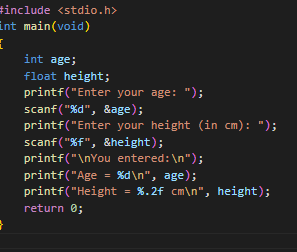 #include <stdio.h>
int main(void)
{
    int age;
    float height;
    printf("Enter your age: ");
    scanf("%d", &age);
    printf("Enter your height (in cm): ");
    scanf("%f", &height);
    printf("\nYou entered:\n");
    printf("Age = %d\n", age);
    printf("Height = %.2f cm\n", height);
    return 0;
}